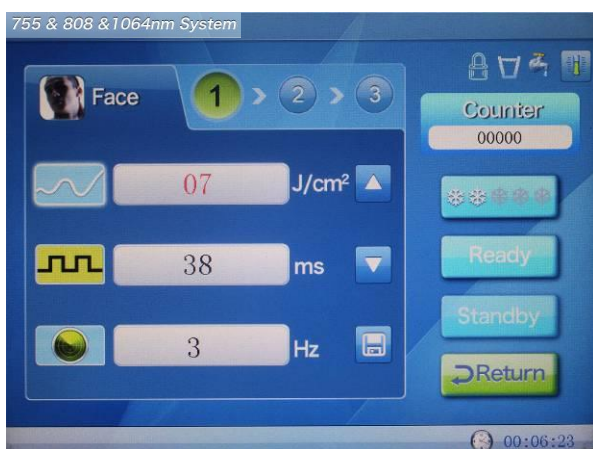 755 & 808 &1064nm System
Face
1 > 2 > 3
Counter
00000
07 J/cm²
38 ms
Ready
Standby
3 Hz
Return
00:06:23